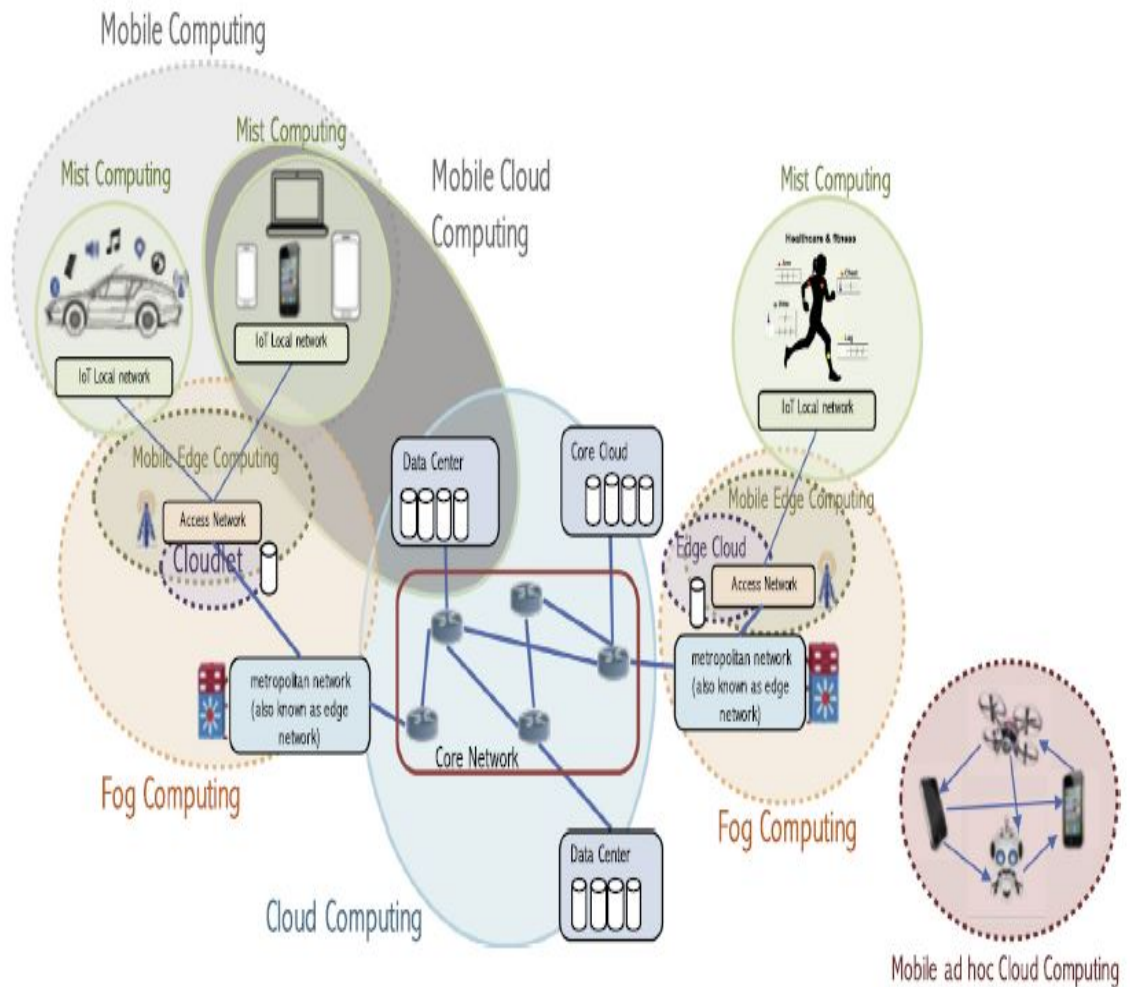 Mobile Computing
Mist Computing
Mist Computing
Mobile Cloud
Computing
Mist Computing
Healthcare & fitness
Arm
Chest
Leg
IoT Local network
IoT Local network
IoT Local network
Mobile Edge Computing
Access Network
Cloudlet
Data Center
Core Cloud
Mobile Edge Computing
Edge Cloud
Access Network
metropolitan network
(also known as edge
network)
metropolitan network
(also known as edge
network)
Core Network
Fog Computing
Fog Computing
Data Center
Cloud Computing
Mobile ad hoc Cloud Computing